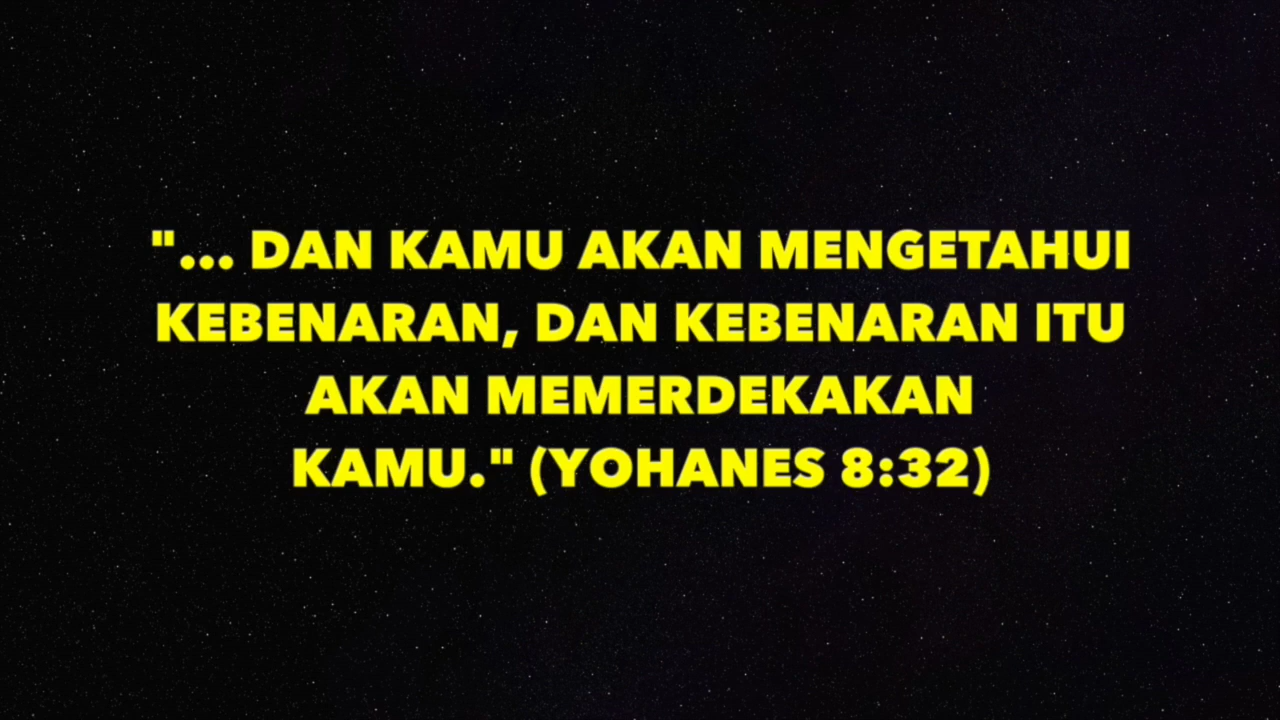 "... DAN KAMU AKAN MENGETAHUI
KEBENARAN, DAN KEBENARAN ITU
AKAN MEMERDEKAKAN
KAMU." (YOHANES 8:32)